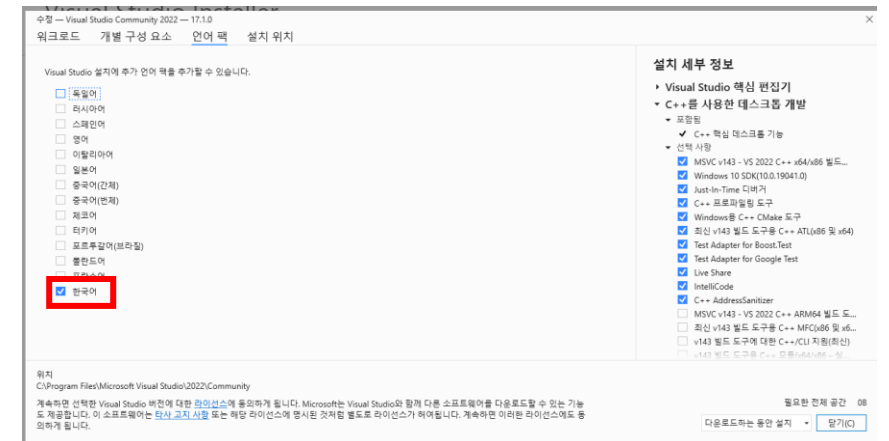 수정 — Visual Studio Community 2022 — 17.1.0
워크로드 개별 구성 요소 언어 팩 설치 위치
Visual Studio 설치에 추가 언어 팩을 추가할 수 있습니다.
독일어
러시아어
스페인어
영어
이탈리아어
일본어
중국어(간체)
중국어(번체)
체코어
터키어
포르투갈어(브라질)
폴란드어
프랑스어
한국어
설치 세부 정보
Visual Studio 핵심 편집기
C++를 사용한 데스크톱 개발
포함됨
C++ 핵심 데스크톱 기능
선택 사항
MSVC v143 - VS 2022 C++ x64/x86 빌드...
Windows 10 SDK(10.0.19041.0)
Just-In-Time 디버거
C++ 프로파일링 도구
Windows용 C++ CMake 도구
최신 v143 빌드 도구용 C++ ATL(x86 및 x64)
Test Adapter for Boost.Test
Test Adapter for Google Test
Live Share
IntelliCode
C++ AddressSanitizer
MSVC v143 - VS 2022 C++ ARM64 빌드 도...
최신 v143 빌드 도구용 C++ MFC(x86 및 x6...
v143 빌드 도구에 대한 C++/CLI 지원(최신)
위치
C:\Program Files\Microsoft Visual Studio\2022\Community
계속하면 선택한 Visual Studio 버전에 대한 라이선스에 동의하게 됩니다. Microsoft는 Visual Studio와 함께 다른 소프트웨어를 다운로드할 수 있는 기능
도 제공합니다. 이 소프트웨어는 타사 고지 사항 또는 해당 라이선스에 명시된 것처럼 별도로 라이선스가 허여됩니다. 계속하면 이러한 라이선스에도 동
의하게 됩니다.
필요한 전체 공간 0B
다운로드하는 동안 설치 닫기(C)